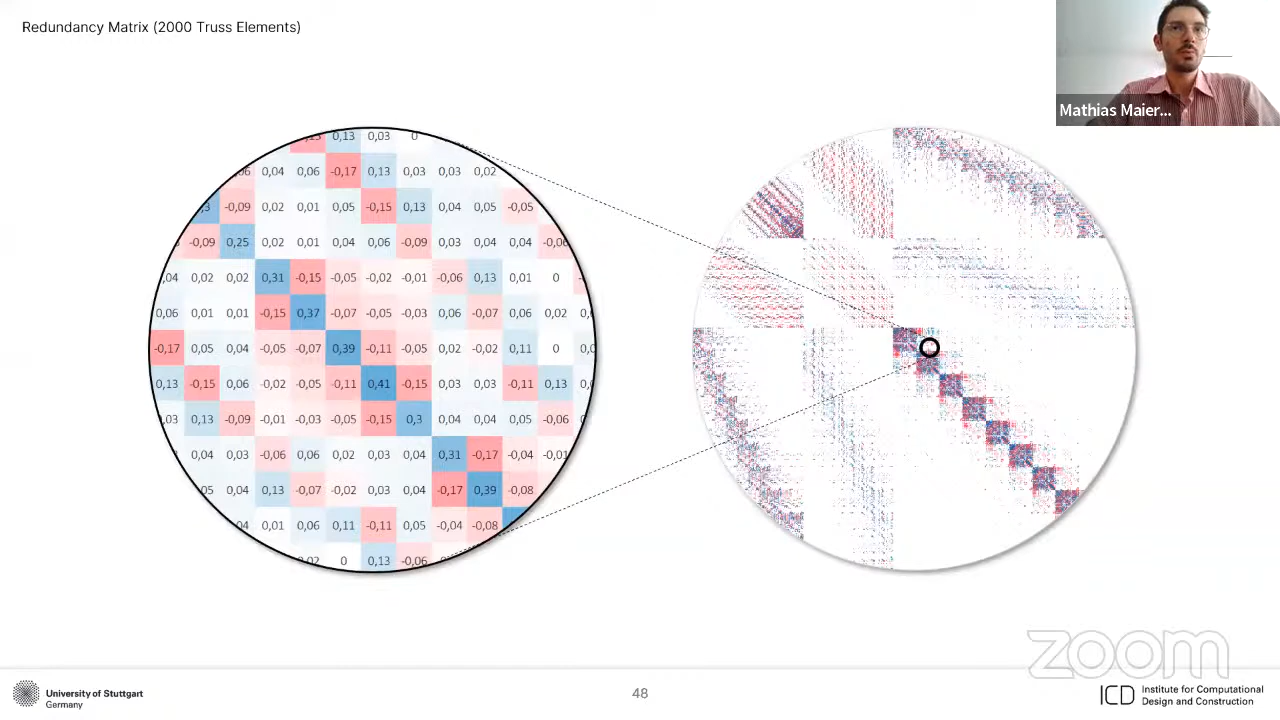 Redundancy Matrix (2000 Truss Elements)
Mathias Maier...
0,13 0,03 0
0,04 0,06 -0,17 0,13 0,03 0,03 0,02
-0,09 0,02 0,01 0,05 -0,15 0,13 0,04 0,05 -0,05
-0,09 0,25 0,02 0,01 0,04 0,06 -0,09 0,03 0,04 0,04 -0,06
,04 0,02 0,02 0,31 -0,15 -0,05 -0,02 -0,01 -0,06 0,13 0,01 0
0,06 0,01 0,01 -0,15 0,37 -0,07 -0,05 -0,03 0,06 -0,07 0,06 0,02
-0,17 0,05 0,04 -0,05 -0,07 0,39 -0,11 -0,05 0,02 -0,02 0,11 0 0,0
0,13 -0,15 0,06 -0,02 -0,05 -0,11 0,41 -0,15 0,03 0,03 -0,11 0,13
,03 0,13 -0,09 -0,01 -0,03 -0,05 -0,15 0,3 0,04 0,04 0,05 -0,06
0,04 0,03 -0,05 0,06 0,02 0,03 0,04 0,31 -0,17 -0,04 -0,01
,05 0,04 0,13 -0,07 -0,02 0,03 0,04 -0,17 0,39 -0,08
0,01 0,06 0,11 -0,11 0,05 -0,04 -0,08
0 0,13 -0,06
zoom
University of Stuttgart
Germany
48
ICD
Institute for Computational
Design and Construction